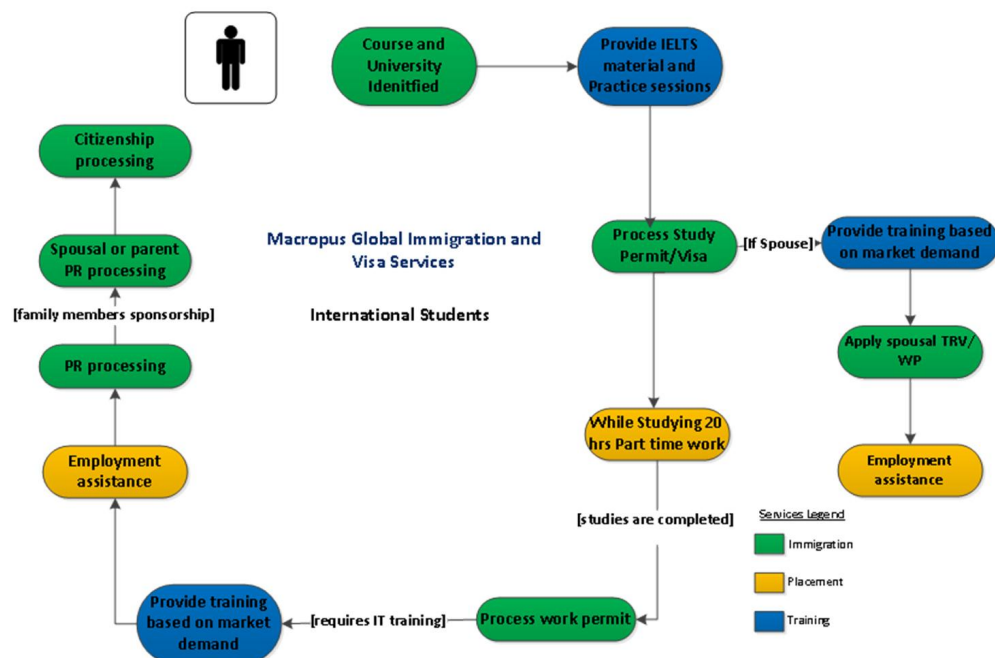 Course and
University
Idenitfied
Provide IELTS
material and
Practice sessions
Citizenship
processing
Spousal or parent
PR processing
[family members sponsorship]
PR processing
Employment
assistance
Macropus Global Immigration and
Visa Services
International Students
Process Study
Permit/Visa
[If Spouse]
Provide training based
on market demand
Apply spousal TRV/
WP
Employment
assistance
While Studying 20
hrs Part time work
[studies are completed]
Process work permit
[requires IT training]
Provide training
based on market
demand
Services Legend
Immigration
Placement
Training